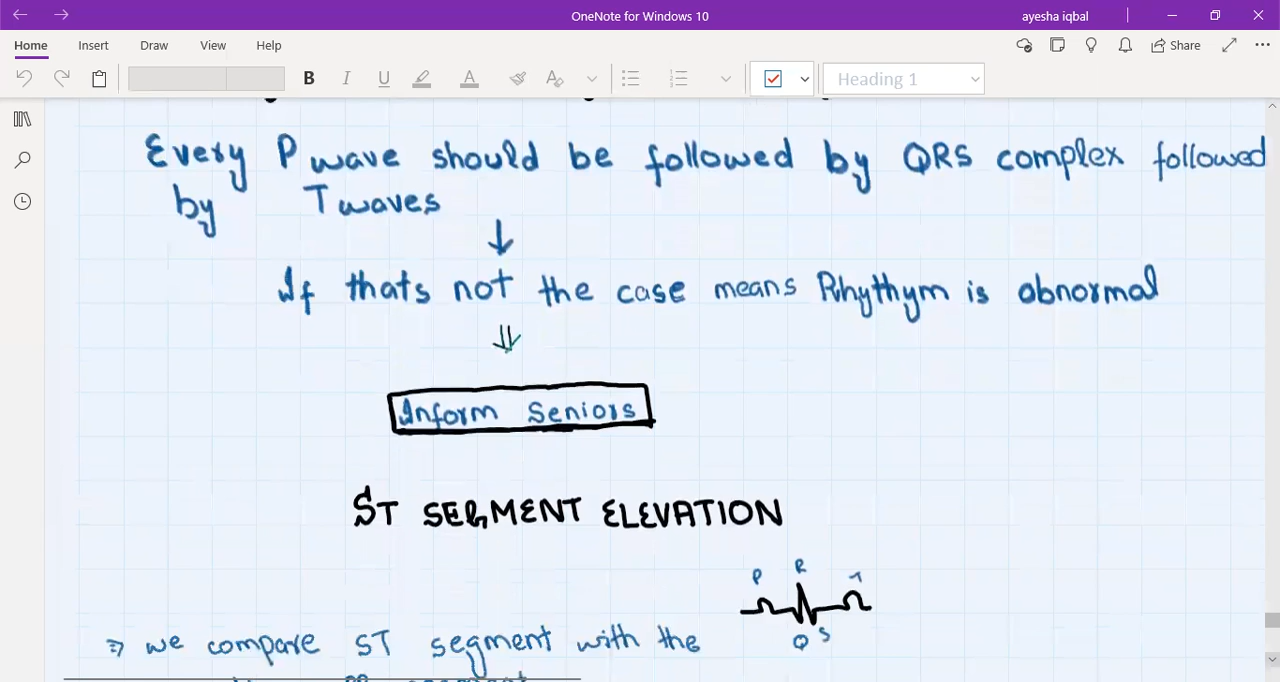 OneNote for Windows 10
ayesha iqbal
Home Insert Draw View Help
Share
B I U A A
Heading 1
Every P wave should be followed by QRS complex followed
by T waves
If thats not the case means Rhythym is abnormal
Inform Seniors
ST SEGMENT ELEVATION
P R T
Q S
⇒ we compare ST segment with the